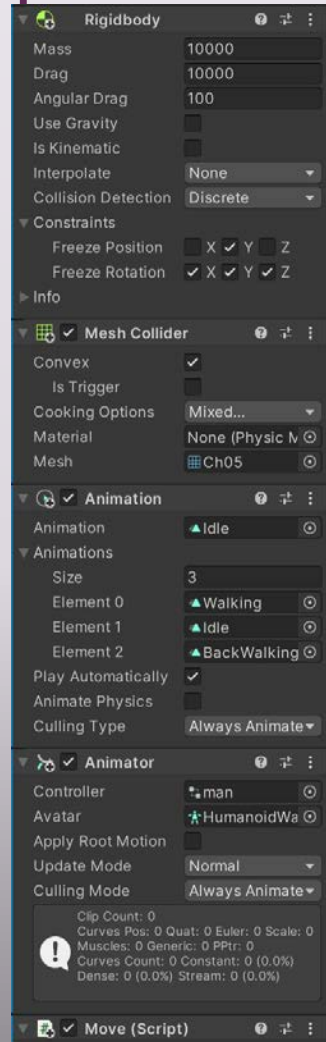 Rigidbody
Mass 10000
Drag 10000
Angular Drag 100
Use Gravity
Is Kinematic
Interpolate None
Collision Detection Discrete
Constraints
Freeze Position X Y Z
Freeze Rotation X Y Z
Info
Mesh Collider
Convex
Is Trigger
Cooking Options Mixed...
Material None (Physic M
Mesh Ch05
Animation
Animation Idle
Animations
Size 3
Element 0 Walking
Element 1 Idle
Element 2 BackWalking
Play Automatically
Animate Physics
Culling Type Always Animate
Animator
Controller man
Avatar HumanoidWa
Apply Root Motion
Update Mode Normal
Culling Mode Always Animate
Clip Count: 0
Curves Pos: 0 Quat: 0 Euler: 0 Scale: 0
Muscles: 0 Generic: 0 PPtr: 0
Curves Count: 0 Constant: 0 (0.0%)
Dense: 0 (0.0%) Stream: 0 (0.0%)
Move (Script)